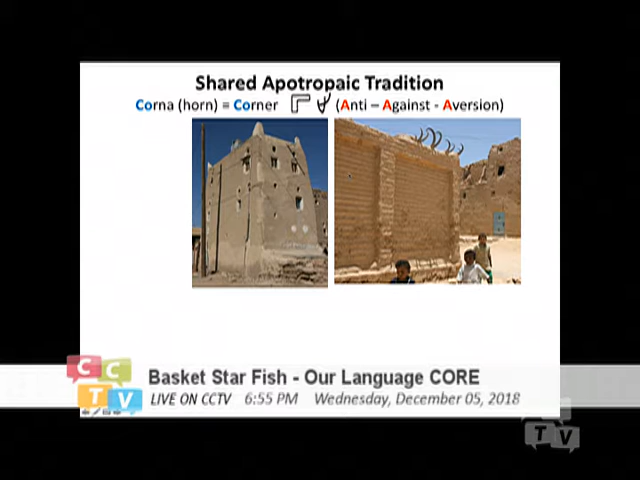 Shared Apotropaic Tradition
Corna (horn) = Corner (Anti – Against - Aversion)
CC
TV
Basket Star Fish - Our Language CORE
LIVE ON CCTV 6:55 PM Wednesday, December 05, 2018
TV